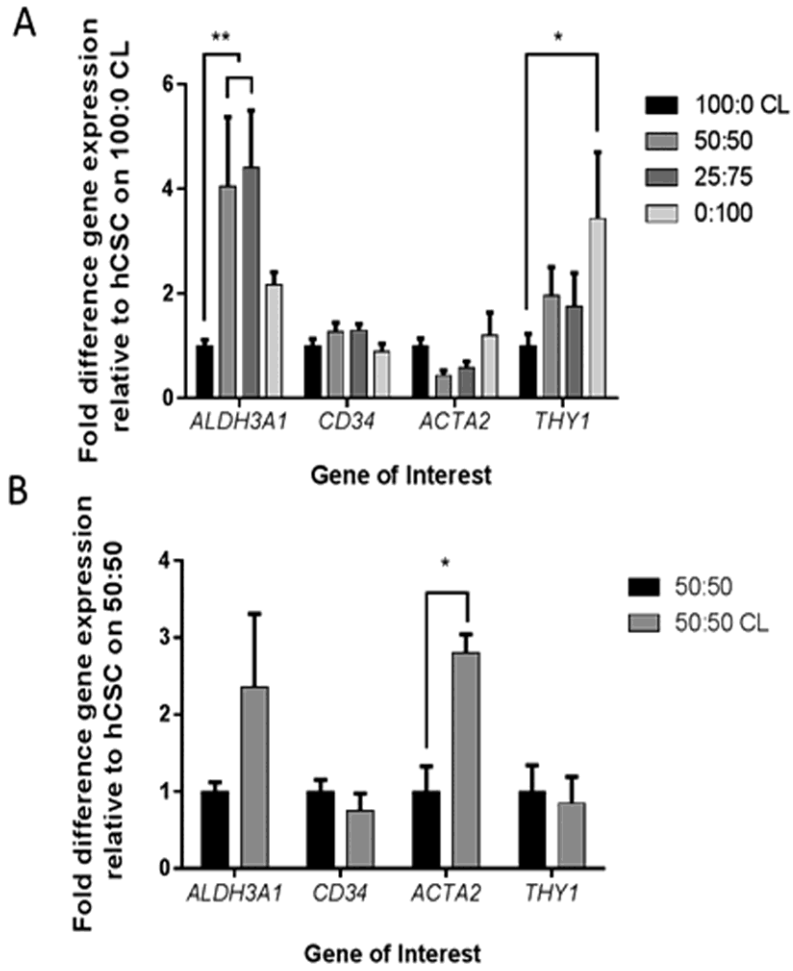 A
Fold difference gene expression
relative to hCSC on 100:0 CL
6
4
2
0
**
*
100:0 CL
50:50
25:75
0:100
ALDH3A1 CD34 ACTA2 THY1
Gene of Interest
B
Fold difference gene expression
relative to hCSC on 50:50
4
3
2
1
0
*
50:50
50:50 CL
ALDH3A1 CD34 ACTA2 THY1
Gene of Interest